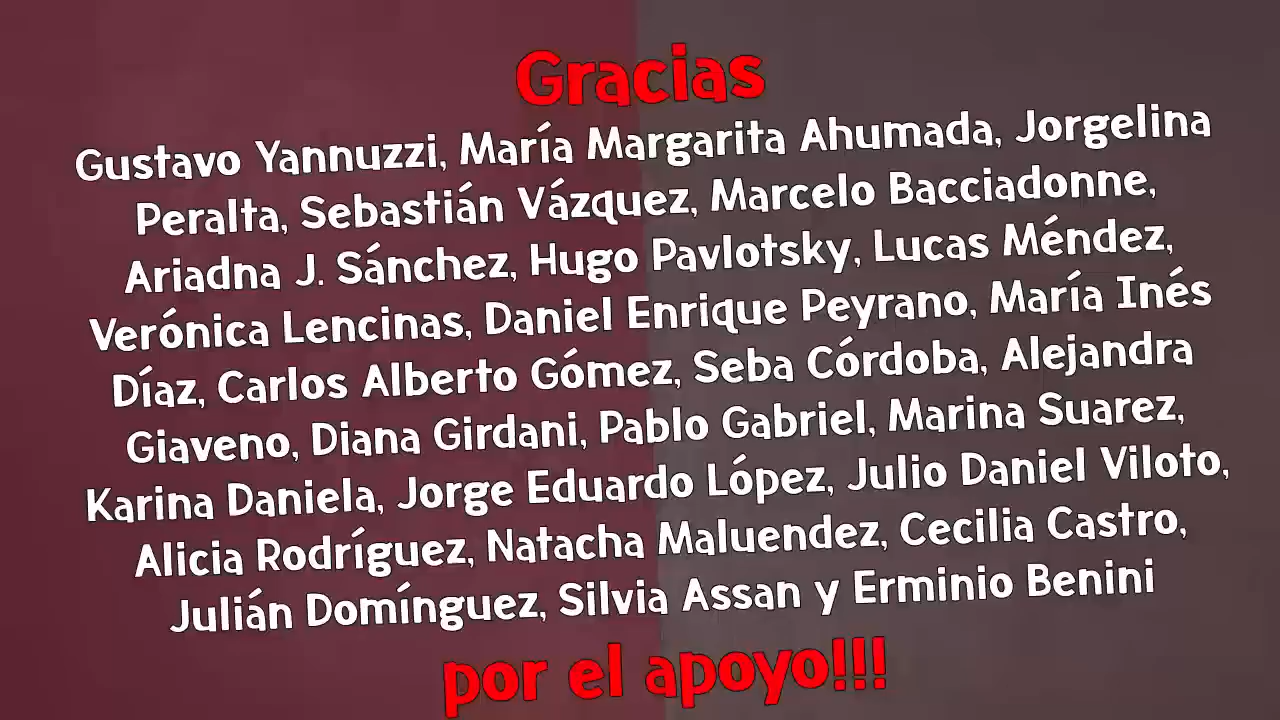 Gracias
Gustavo Yannuzzi, María Margarita Ahumada, Jorgelina
Peralta, Sebastián Vázquez, Marcelo Bacciadonne,
Ariadna J. Sánchez, Hugo Pavlotsky, Lucas Méndez,
Verónica Lencinas, Daniel Enrique Peyrano, María Inés
Díaz, Carlos Alberto Gómez, Seba Córdoba, Alejandra
Giaveno, Diana Girdani, Pablo Gabriel, Marina Suarez,
Karina Daniela, Jorge Eduardo López, Julio Daniel Viloto,
Alicia Rodríguez, Natacha Maluendez, Cecilia Castro,
Julián Domínguez, Silvia Assan y Erminio Benini
por el apoyo!!!